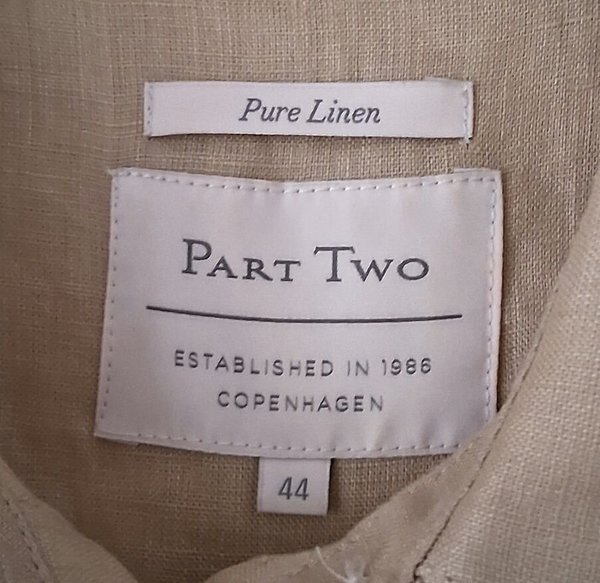 Pure Linen
PART TWO
ESTABLISHED IN 1986
COPENHAGEN
44